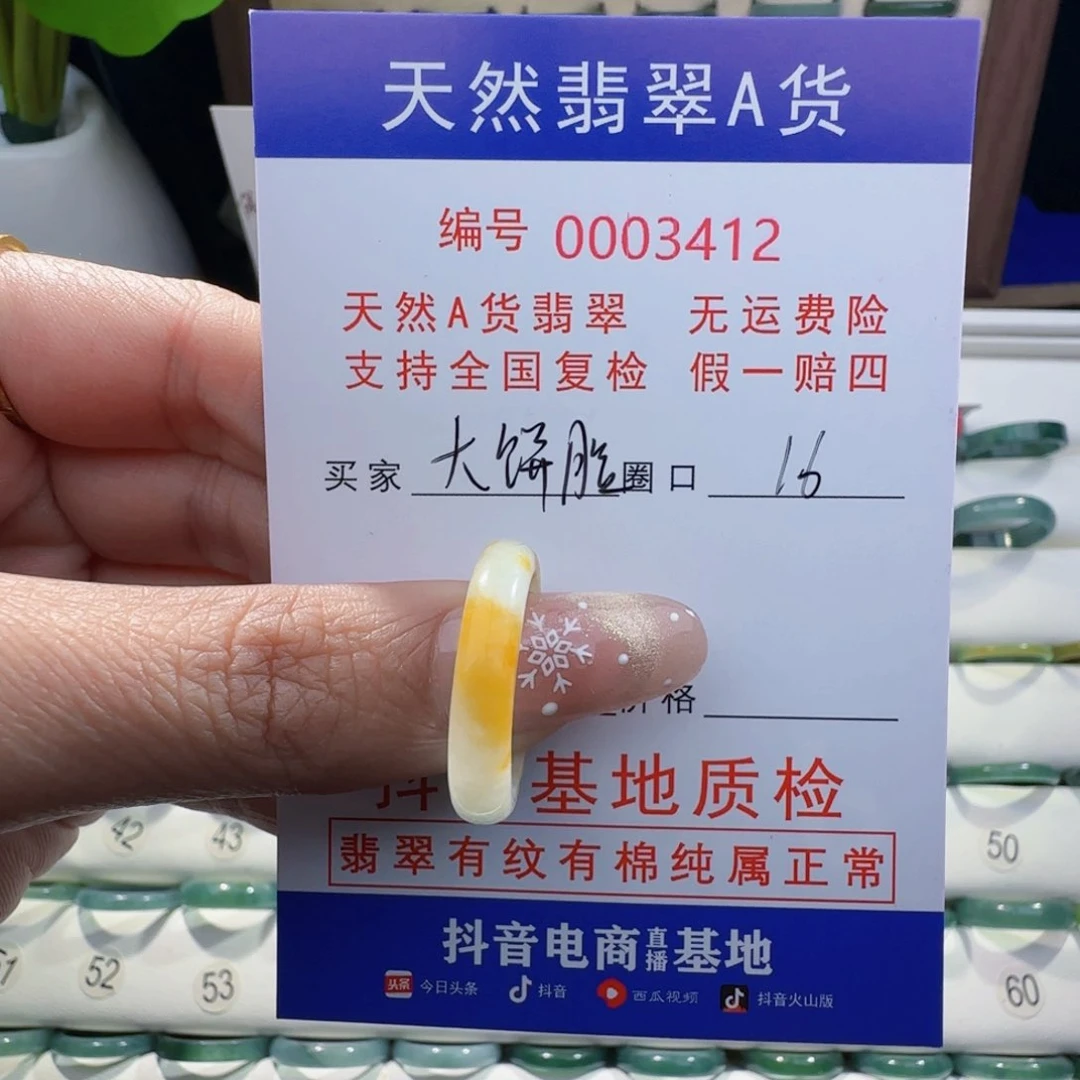 天然翡翠A货
编号 0003412
天然A货翡翠 无运费险
支持全国复检 假一赔四
买家 大饼脸 圈口 16
价格
抖 基地质检
翡翠有纹有棉纯属正常
抖音电商直播基地
头条 今日头条 抖音 西瓜视频 抖音火山版
42 43 50
51 52 53 60